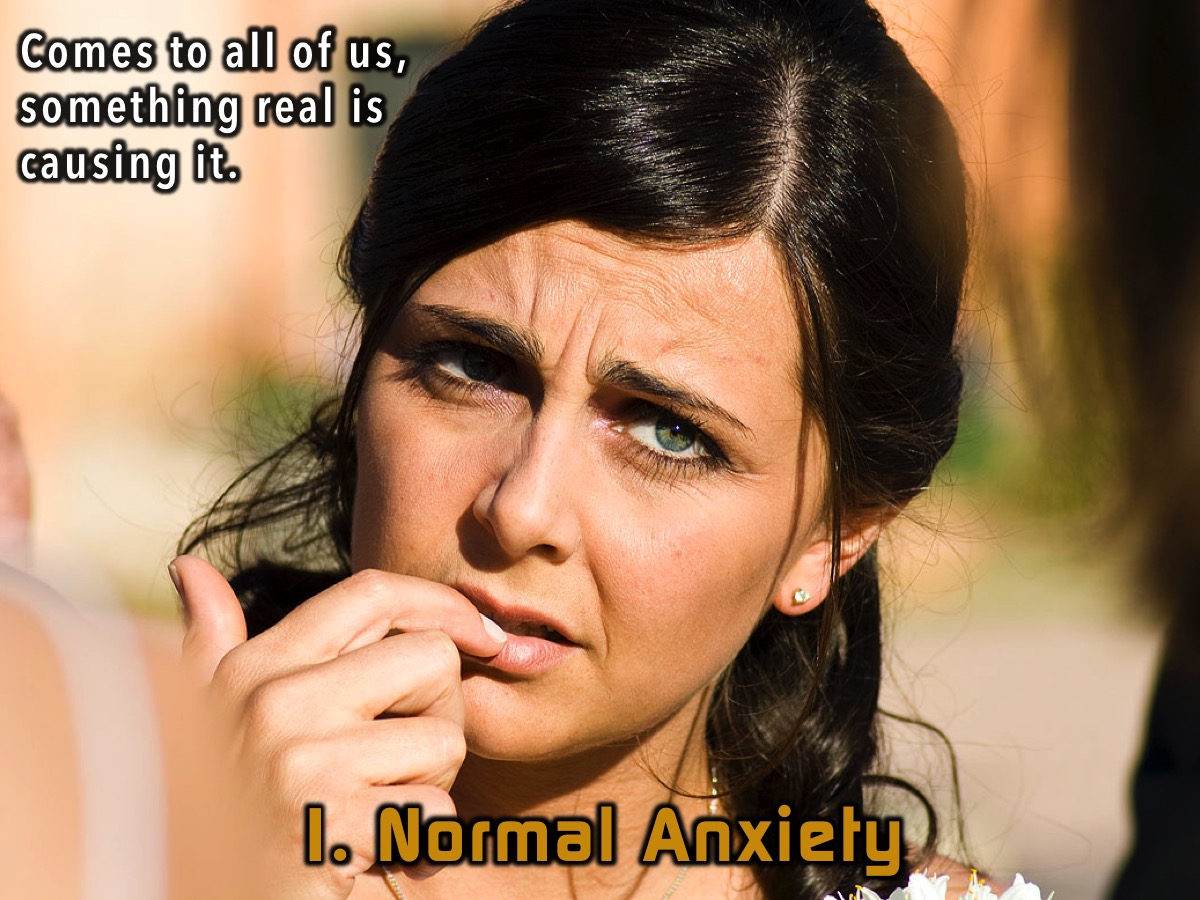 Comes to all of us,
something real is
causing it.
I. Normal Anxiety